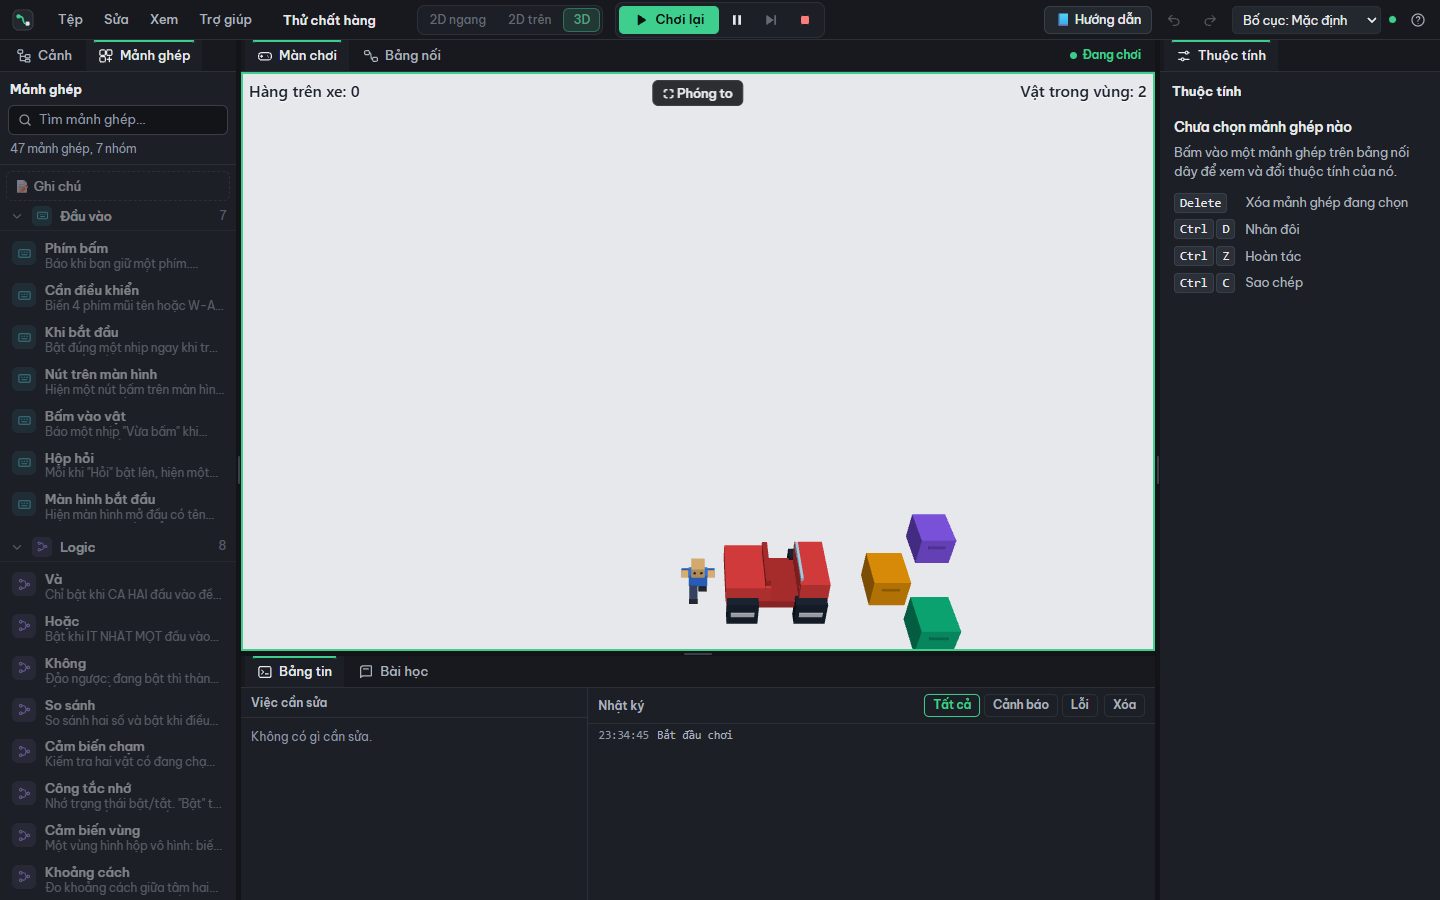 Tệp Sửa Xem Trợ giúp Thử chất hàng 2D ngang 2D trên 3D Chơi lại Hướng dẫn Bố cục: Mặc định
Cảnh Mảnh ghép
Mảnh ghép
Tìm mảnh ghép...
47 mảnh ghép, 7 nhóm
Ghi chú
Đầu vào 7
Phím bấm
Báo khi bạn giữ một phím....
Cần điều khiển
Biến 4 phím mũi tên hoặc W-A...
Khi bắt đầu
Bật đúng một nhịp ngay khi tr...
Nút trên màn hình
Hiện một nút bấm trên màn hìn...
Bấm vào vật
Báo một nhịp "Vừa bấm" khi...
Hộp hỏi
Mỗi khi "Hỏi" bật lên, hiện một...
Màn hình bắt đầu
Hiện màn hình mở đầu có tên...
Logic 8
Và
Chỉ bật khi CẢ HAI đầu vào đề...
Hoặc
Bật khi ÍT NHẤT MỘT đầu vào...
Không
Đảo ngược: đang bật thì thàn...
So sánh
So sánh hai số và bật khi điều...
Cảm biến chạm
Kiểm tra hai vật có đang chạ...
Công tắc nhớ
Nhớ trạng thái bật/tắt. "Bật" t...
Cảm biến vùng
Một vùng hình hộp vô hình: biế...
Khoảng cách
Đo khoảng cách giữa tâm hai...
Màn chơi Bảng nối Đang chơi
Hàng trên xe: 0 Phóng to Vật trong vùng: 2
Bảng tin Bài học
Việc cần sửa
Không có gì cần sửa.
Nhật ký Tất cả Cảnh báo Lỗi Xóa
23:34:45 Bắt đầu chơi
Thuộc tính
Thuộc tính
Chưa chọn mảnh ghép nào
Bấm vào một mảnh ghép trên bảng nối
dây để xem và đổi thuộc tính của nó.
Delete Xóa mảnh ghép đang chọn
Ctrl D Nhân đôi
Ctrl Z Hoàn tác
Ctrl C Sao chép